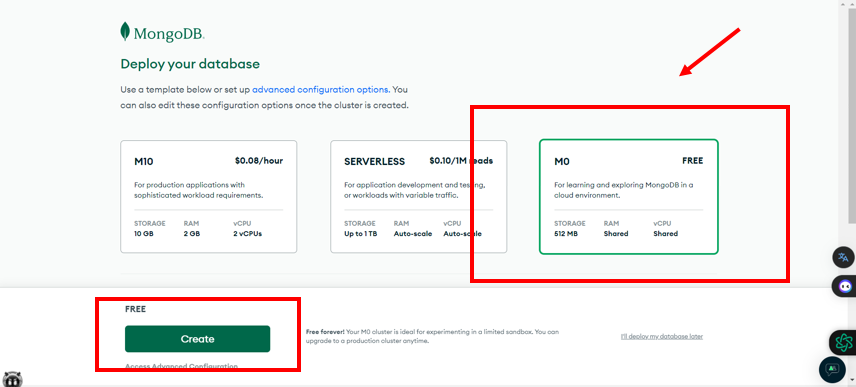 MongoDB.
Deploy your database
Use a template below or set up advanced configuration options. You
can also edit these configuration options once the cluster is created.
M10 $0.08/hour
For production applications with
sophisticated workload requirements.
STORAGE RAM vCPU
10 GB 2 GB 2 vCPUs
SERVERLESS $0.10/1M reads
For application development and testing,
or workloads with variable traffic.
STORAGE RAM vCPU
Up to 1 TB Auto-scale Auto-scale
M0 FREE
For learning and exploring MongoDB in a
cloud environment.
STORAGE RAM vCPU
512 MB Shared Shared
FREE
Create
Access Advanced Configuration
Free forever! Your M0 cluster is ideal for experimenting in a limited sandbox. You can
upgrade to a production cluster anytime.
I'll deploy my database later